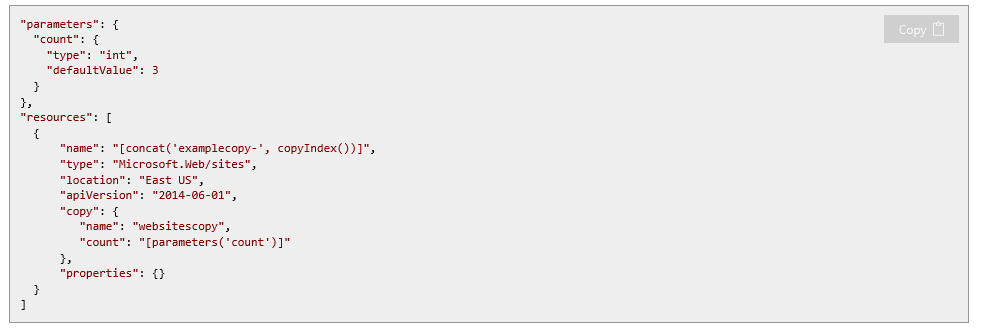 "parameters": {
  "count": {
    "type": "int",
    "defaultValue": 3
  }
},
"resources": [
  {
      "name": "[concat('examplecopy-', copyIndex())]",
      "type": "Microsoft.Web/sites",
      "location": "East US",
      "apiVersion": "2014-06-01",
      "copy": {
         "name": "websitescopy",
         "count": "[parameters('count')]"
      },
      "properties": {}
  }
]
Copy